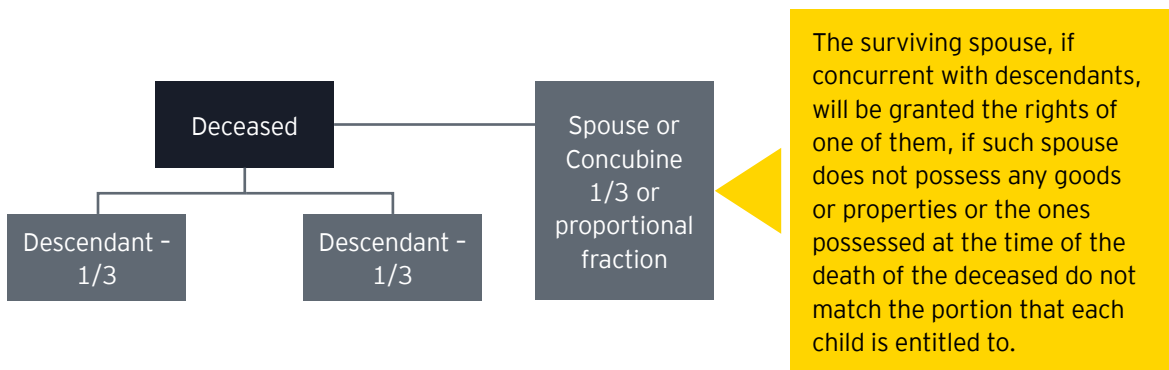 Deceased
Spouse or
Concubine
1/3 or
proportional
fraction
Descendant –
1/3
Descendant –
1/3
The surviving spouse, if
concurrent with descendants,
will be granted the rights of
one of them, if such spouse
does not possess any goods
or properties or the ones
possessed at the time of the
death of the deceased do not
match the portion that each
child is entitled to.